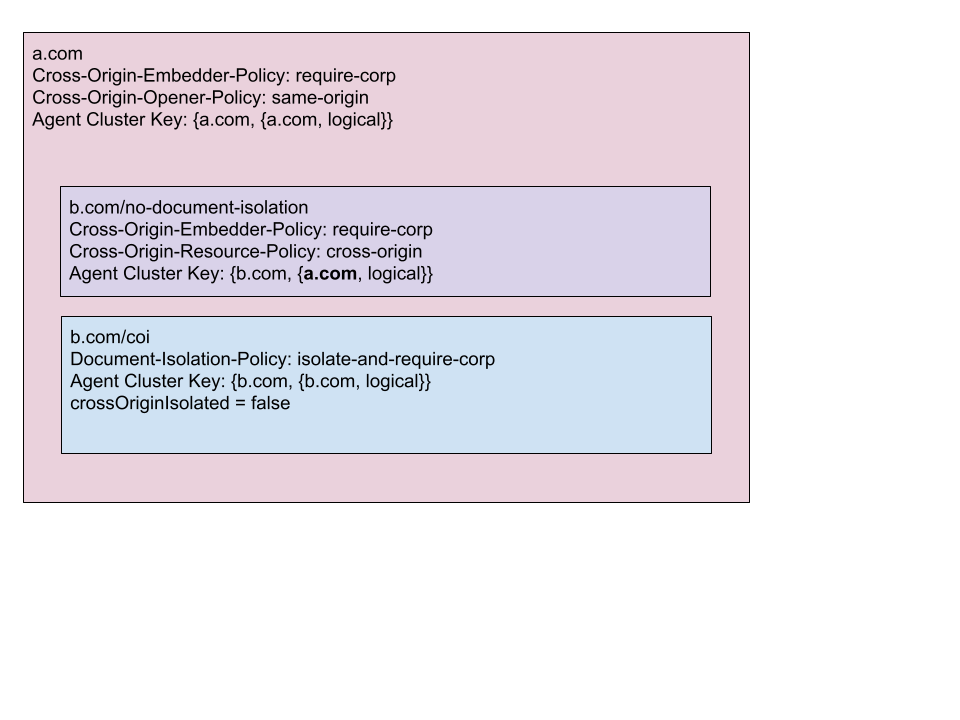 a.com
Cross-Origin-Embedder-Policy: require-corp
Cross-Origin-Opener-Policy: same-origin
Agent Cluster Key: {a.com, {a.com, logical}}
b.com/no-document-isolation
Cross-Origin-Embedder-Policy: require-corp
Cross-Origin-Resource-Policy: cross-origin
Agent Cluster Key: {b.com, {a.com, logical}}
b.com/coi
Document-Isolation-Policy: isolate-and-require-corp
Agent Cluster Key: {b.com, {b.com, logical}}
crossOriginIsolated = false